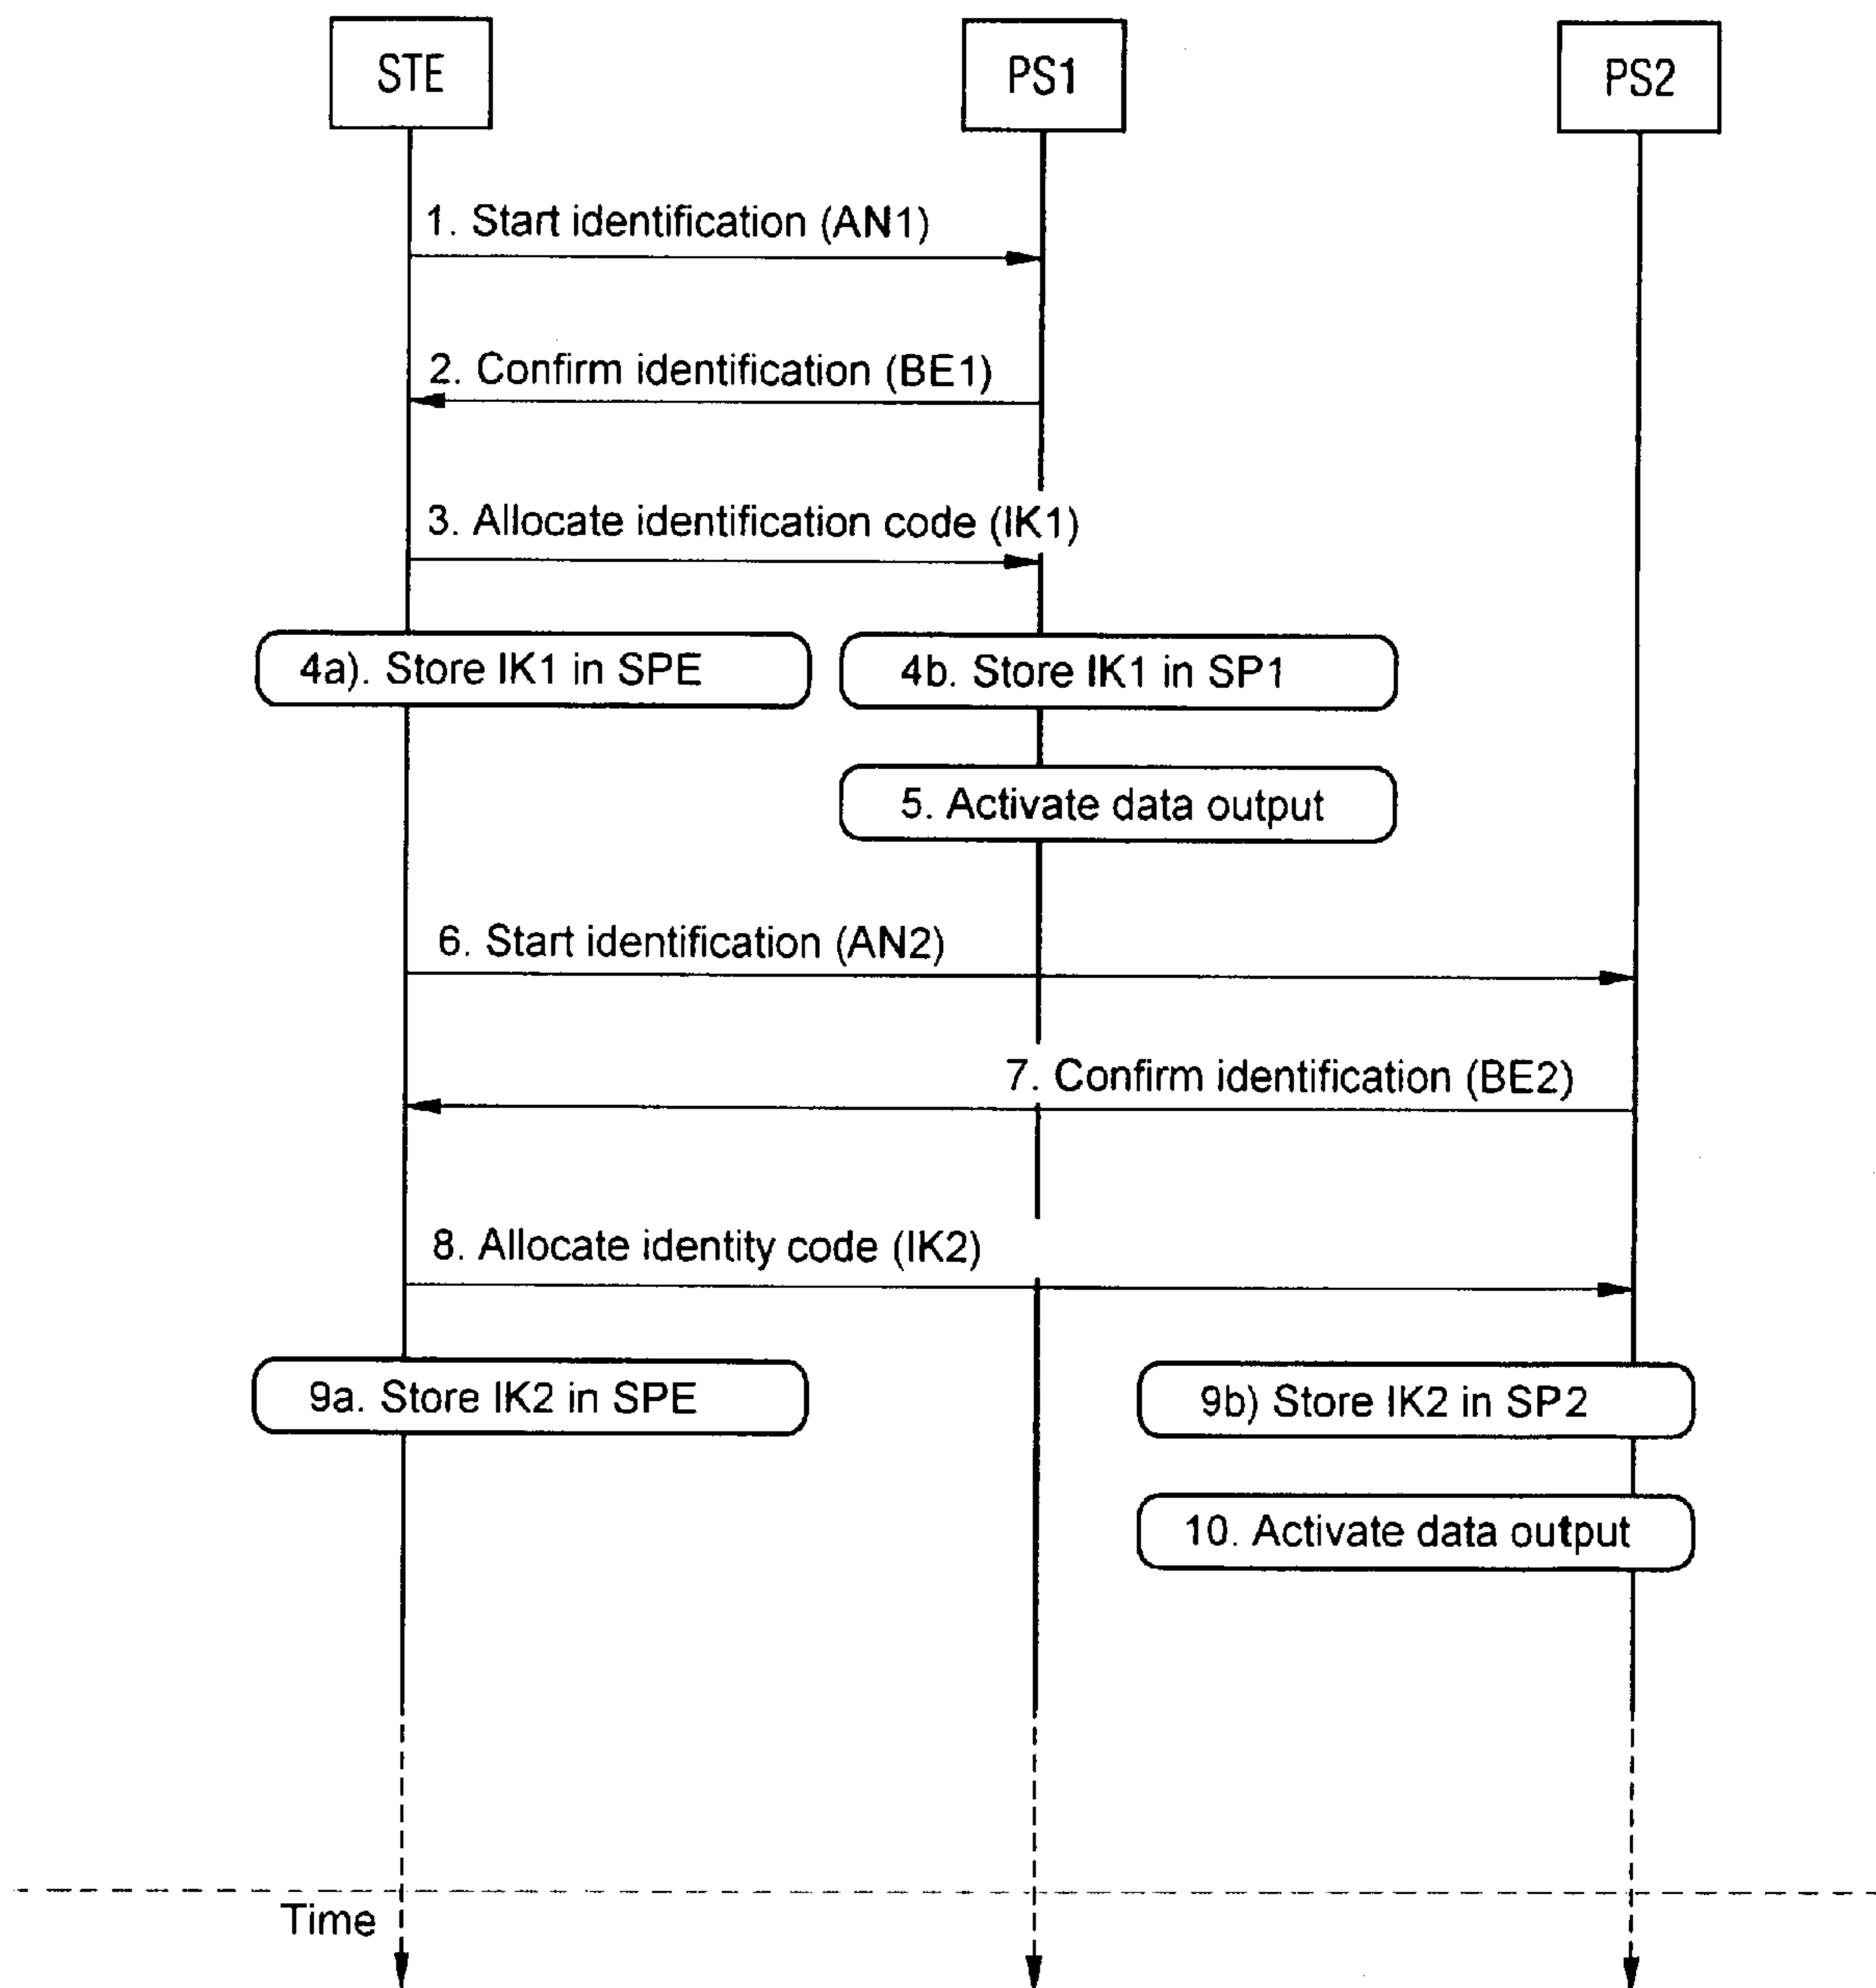 STE
PS1
PS2
1. Start identification (AN1)
2. Confirm identification (BE1)
3. Allocate identification code (IK1)
4a). Store IK1 in SPE
4b. Store IK1 in SP1
5. Activate data output
6. Start identification (AN2)
7. Confirm identification (BE2)
8. Allocate identity code (IK2)
9a. Store IK2 in SPE
9b) Store IK2 in SP2
10. Activate data output
Time